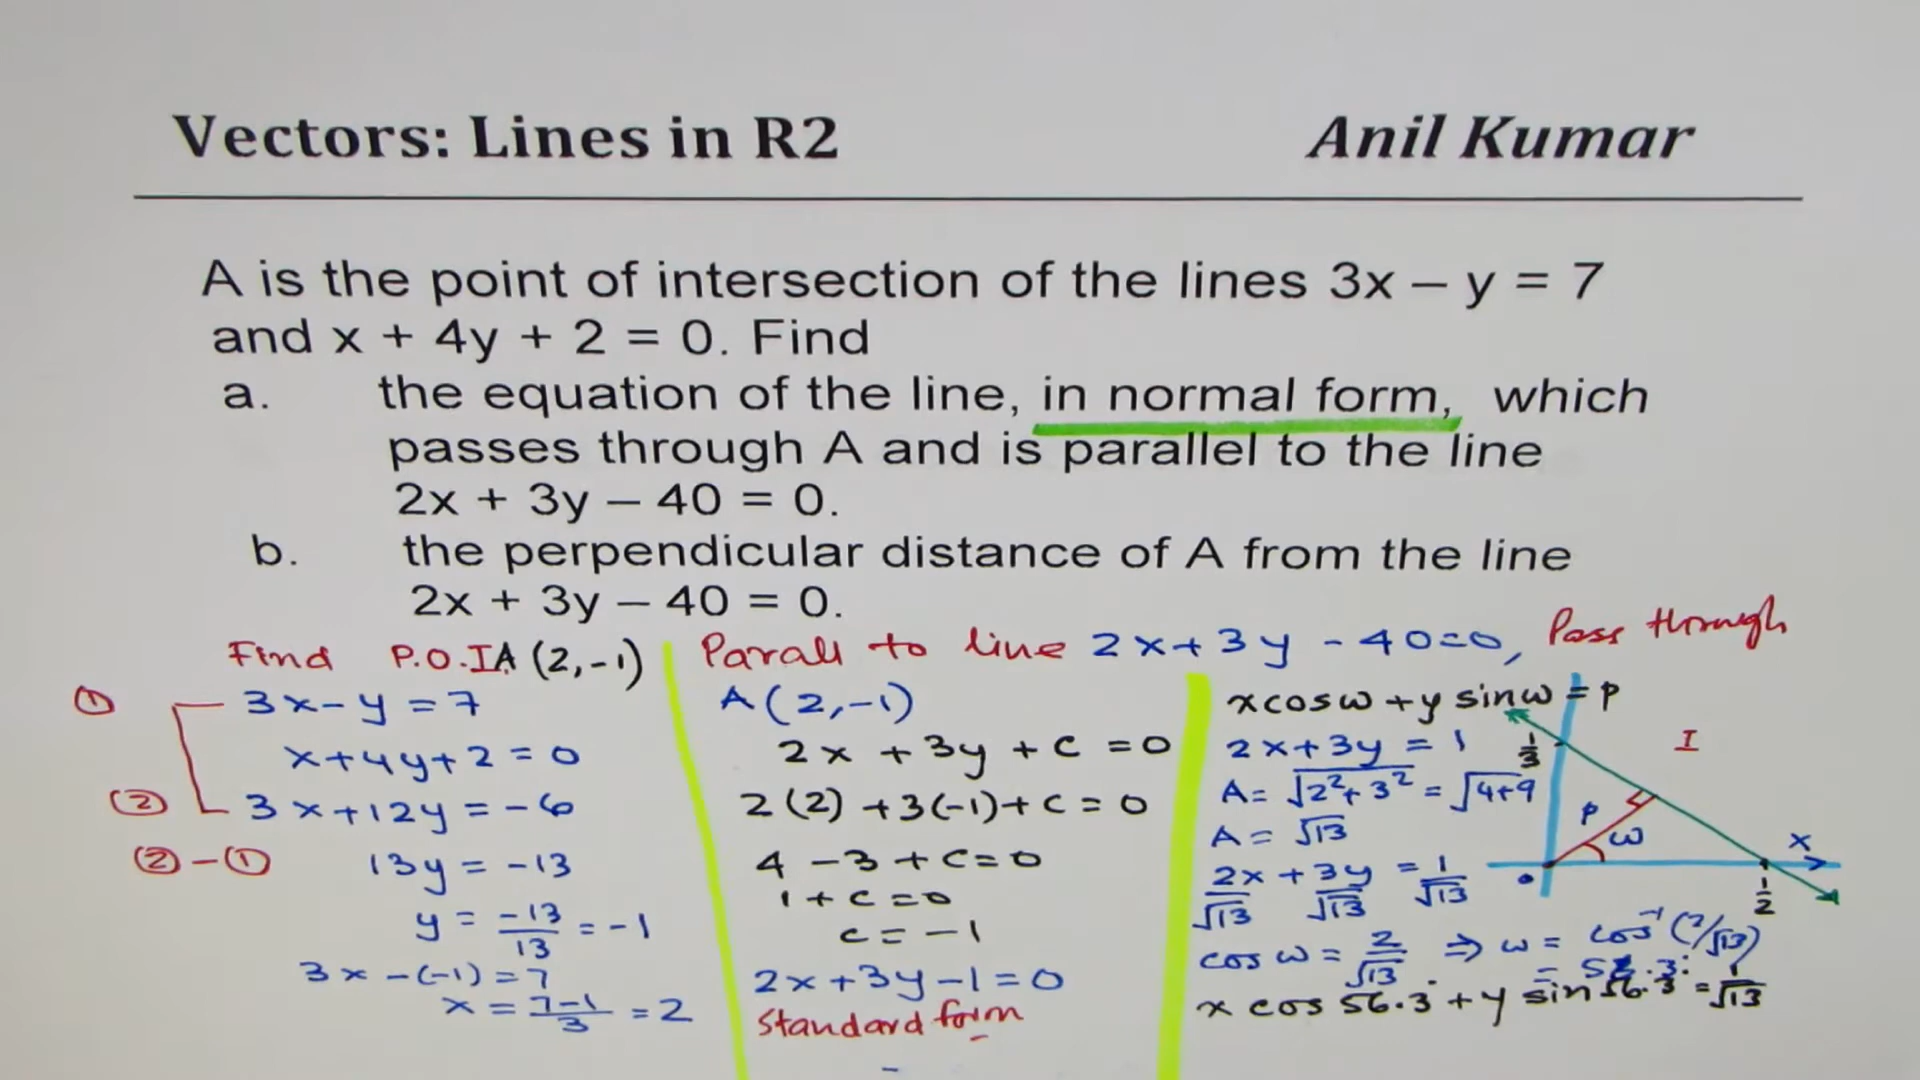 Vectors: Lines in R2 Anil Kumar
A is the point of intersection of the lines 3x – y = 7
and x + 4y + 2 = 0. Find
a. the equation of the line, in normal form, which
passes through A and is parallel to the line
2x + 3y – 40 = 0.
b. the perpendicular distance of A from the line
2x + 3y – 40 = 0.
Find P.O.I A (2,-1)
① 3x - y = 7
x+4y+2 = 0
② 3x+12y = -6
② - ① 13y = -13
y = -13/13 = -1
3x -(-1) = 7
x = 7-1/3 = 2
Parall to line 2x+3y - 40=0, Pass through
A (2,-1)
2x + 3y + c = 0
2(2) +3(-1)+c = 0
4 - 3 + c = 0
1 + c = 0
c = -1
2x+3y-1 = 0
Standard form
x cos ω + y sin ω = p
2x+3y = 1
A = √2²+3² = √4+9
A = √13
2x/√13 + 3y/√13 = 1/√13
cos ω = 2/√13 ⇒ ω = cos⁻¹(2/√13)
x cos 56.3° + y sin 56.3° = 1/√13
1/3
I
p
ω
x
o
1/2